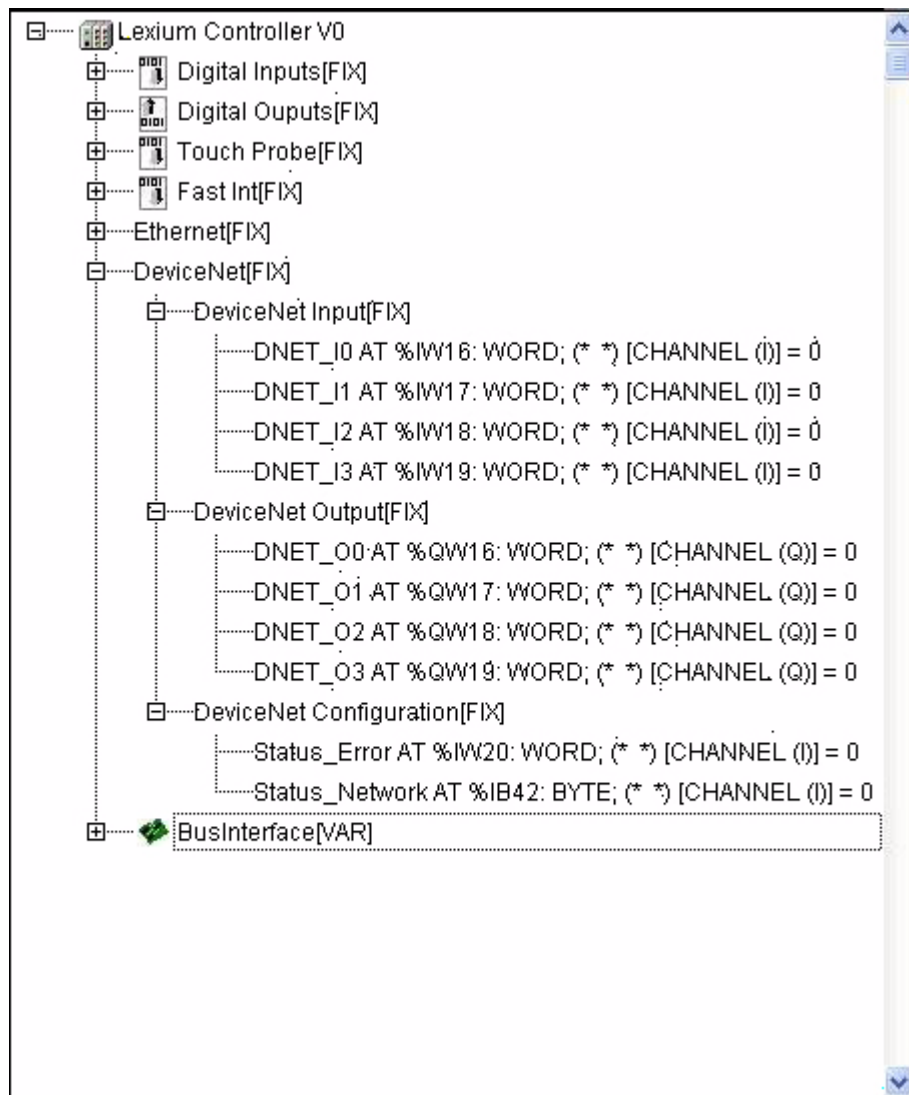 Lexium Controller V0
Digital Inputs[FIX]
Digital Ouputs[FIX]
Touch Probe[FIX]
Fast Int[FIX]
Ethernet[FIX]
DeviceNet[FIX]
DeviceNet Input[FIX]
DNET_I0 AT %IW16: WORD; (* *) [CHANNEL (I)] = 0
DNET_I1 AT %IW17: WORD; (* *) [CHANNEL (I)] = 0
DNET_I2 AT %IW18: WORD; (* *) [CHANNEL (I)] = 0
DNET_I3 AT %IW19: WORD; (* *) [CHANNEL (I)] = 0
DeviceNet Output[FIX]
DNET_O0 AT %QW16: WORD; (* *) [CHANNEL (Q)] = 0
DNET_O1 AT %QW17: WORD; (* *) [CHANNEL (Q)] = 0
DNET_O2 AT %QW18: WORD; (* *) [CHANNEL (Q)] = 0
DNET_O3 AT %QW19: WORD; (* *) [CHANNEL (Q)] = 0
DeviceNet Configuration[FIX]
Status_Error AT %IW20: WORD; (* *) [CHANNEL (I)] = 0
Status_Network AT %IB42: BYTE; (* *) [CHANNEL (I)] = 0
BusInterface[VAR]